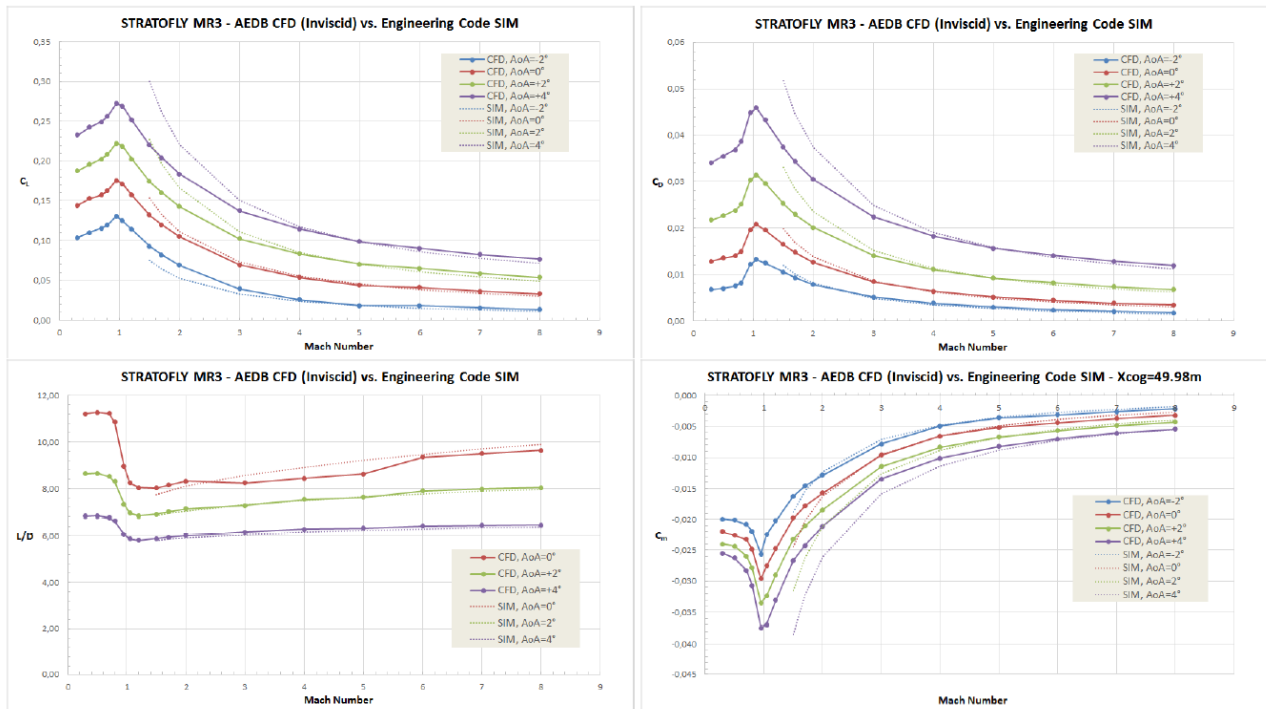 STRATOFLY MR3 - AEDB CFD (Inviscid) vs. Engineering Code SIM
0,35
0,30
0,25
0,20
0,15
0,10
0,05
0,00
CL
0 1 2 3 4 5 6 7 8 9
Mach Number
CFD, AoA=-2°
CFD, AoA=0°
CFD, AoA=+2°
CFD, AoA=+4°
SIM, AoA=-2°
SIM, AoA=0°
SIM, AoA=2°
SIM, AoA=4°
STRATOFLY MR3 - AEDB CFD (Inviscid) vs. Engineering Code SIM
0,06
0,05
0,04
0,03
0,02
0,01
0,00
CD
0 1 2 3 4 5 6 7 8 9
Mach Number
CFD, AoA=-2°
CFD, AoA=0°
CFD, AoA=+2°
CFD, AoA=+4°
SIM, AoA=-2°
SIM, AoA=0°
SIM, AoA=2°
SIM, AoA=4°
STRATOFLY MR3 - AEDB CFD (Inviscid) vs. Engineering Code SIM
12,00
10,00
8,00
6,00
4,00
2,00
0,00
L/D
0 1 2 3 4 5 6 7 8 9
Mach Number
CFD, AoA=0°
CFD, AoA=+2°
CFD, AoA=+4°
SIM, AoA=0°
SIM, AoA=2°
SIM, AoA=4°
STRATOFLY MR3 - AEDB CFD (Inviscid) vs. Engineering Code SIM - Xcog=49.98m
0,000
-0,005
-0,010
-0,015
-0,020
-0,025
-0,030
-0,035
-0,040
-0,045
Cm
0 1 2 3 4 5 6 7 8 9
Mach Number
CFD, AoA=-2°
CFD, AoA=0°
CFD, AoA=+2°
CFD, AoA=+4°
SIM, AoA=-2°
SIM, AoA=0°
SIM, AoA=2°
SIM, AoA=4°